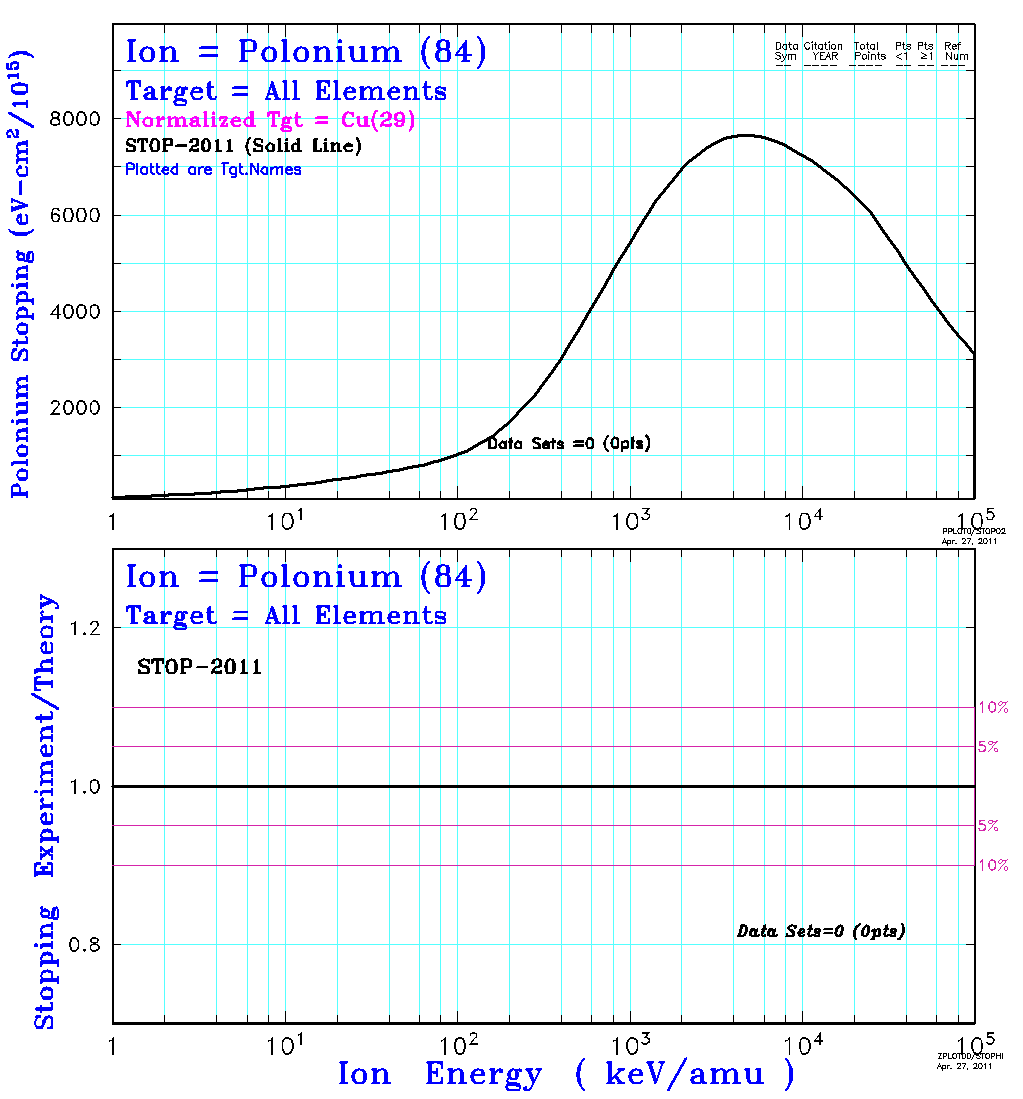 Ion = Polonium (84)
Target = All Elements
Normalized Tgt = Cu(29)
STOP-2011 (Solid Line)
Plotted are Tgt.Names
Data Citation Total Pts Pts Ref
Sym YEAR Points <1 ≥1 Num
Polonium Stopping (eV-cm²/10¹⁵)
8000
6000
4000
2000
Data Sets =0 (0pts)
1 10¹ 10² 10³ 10⁴ 10⁵
PPLOT0/STOP02
Apr. 27, 2011
Ion = Polonium (84)
Target = All Elements
STOP-2011
Stopping Experiment/Theory
1.2
1.0
0.8
10%
5%
5%
10%
Data Sets=0 (0pts)
1 10¹ 10² 10³ 10⁴ 10⁵
Ion Energy ( keV/amu )
ZPLOT0D/STOPHI
Apr. 27, 2011